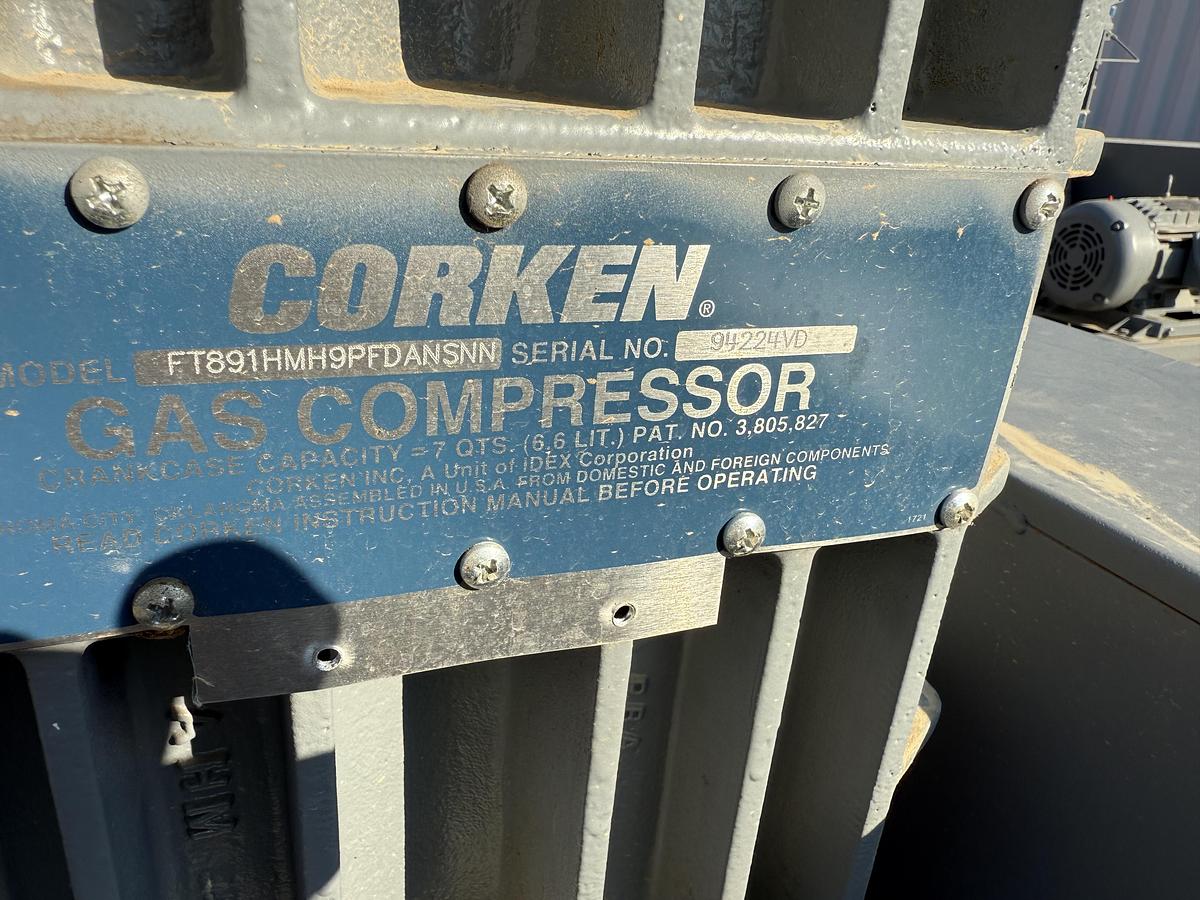 CORKEN®
MODEL FT891HMH9PFDANSNN SERIAL NO. 94224VD
GAS COMPRESSOR
CRANKCASE CAPACITY = 7 QTS. (6.6 LIT.) PAT. NO. 3,805,827
CORKEN INC, A Unit of IDEX Corporation
OKLAHOMA ASSEMBLED IN U.S.A. FROM DOMESTIC AND FOREIGN COMPONENTS
READ CORKEN INSTRUCTION MANUAL BEFORE OPERATING
1721